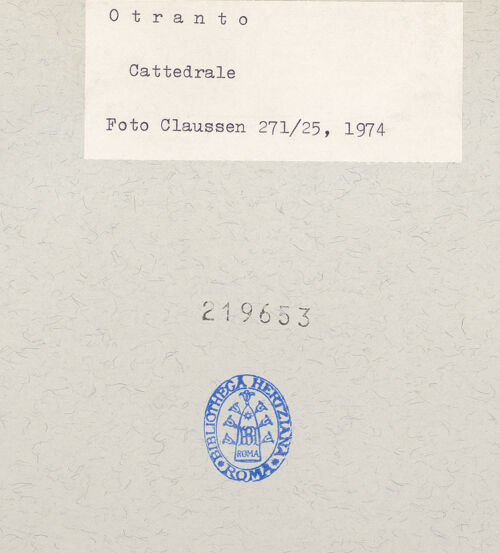 O t r a n t o
Cattedrale
Foto Claussen 271/25, 1974
219653
BIBLIOTHECA HERTZIANA
ROMA
ROMA